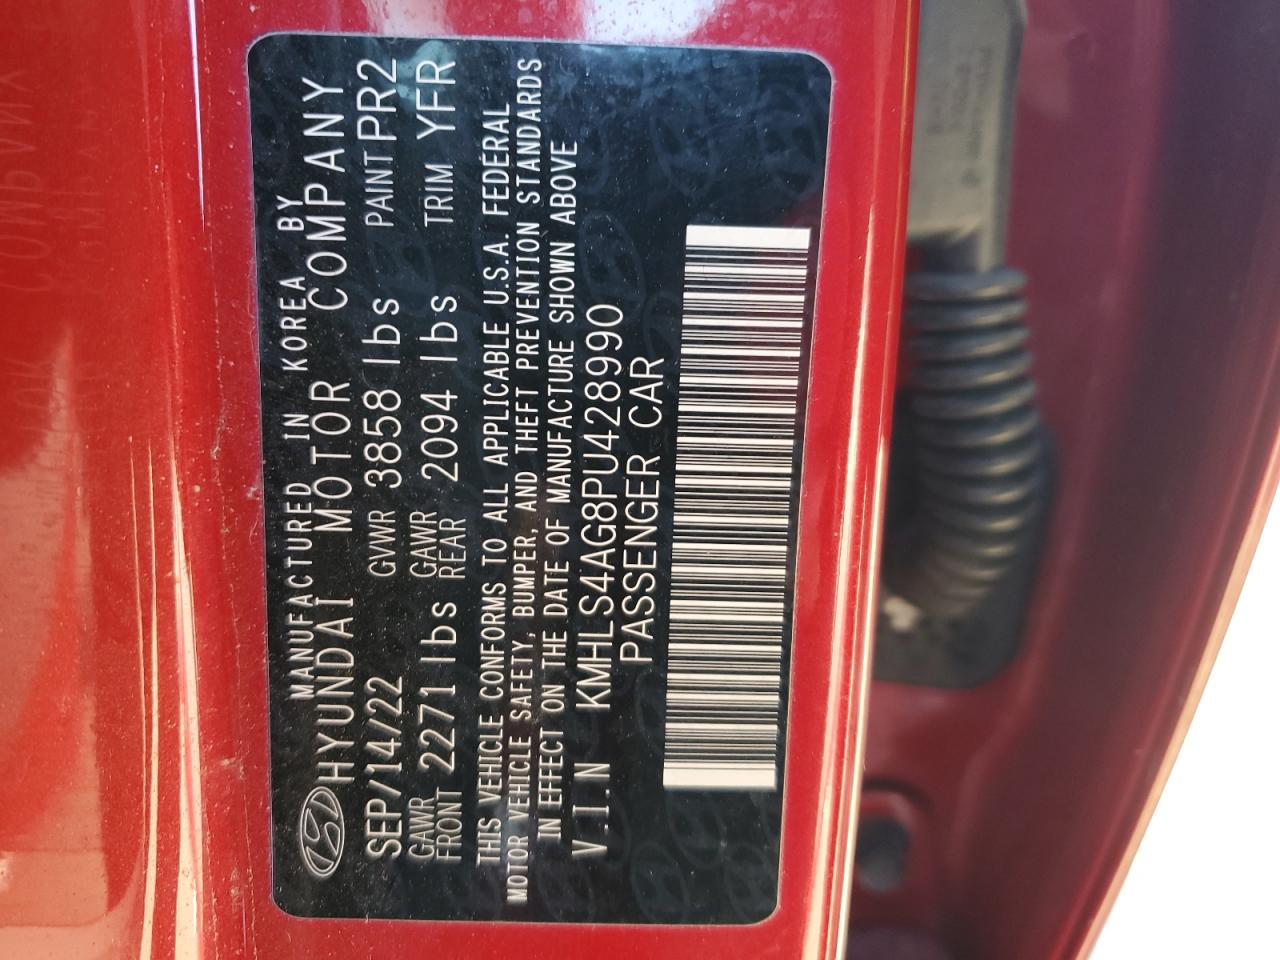 MANUFACTURED IN KOREA BY
HYUNDAI MOTOR COMPANY
SEP/14/22 GVWR 3858 lbs PAINT PR2
GAWR FRONT 2271 lbs GAWR REAR 2094 lbs TRIM YFR
THIS VEHICLE CONFORMS TO ALL APPLICABLE U.S.A. FEDERAL
MOTOR VEHICLE SAFETY, BUMPER, AND THEFT PREVENTION STANDARDS
IN EFFECT ON THE DATE OF MANUFACTURE SHOWN ABOVE
V.I.N KMHLS4AG8PU428990
PASSENGER CAR